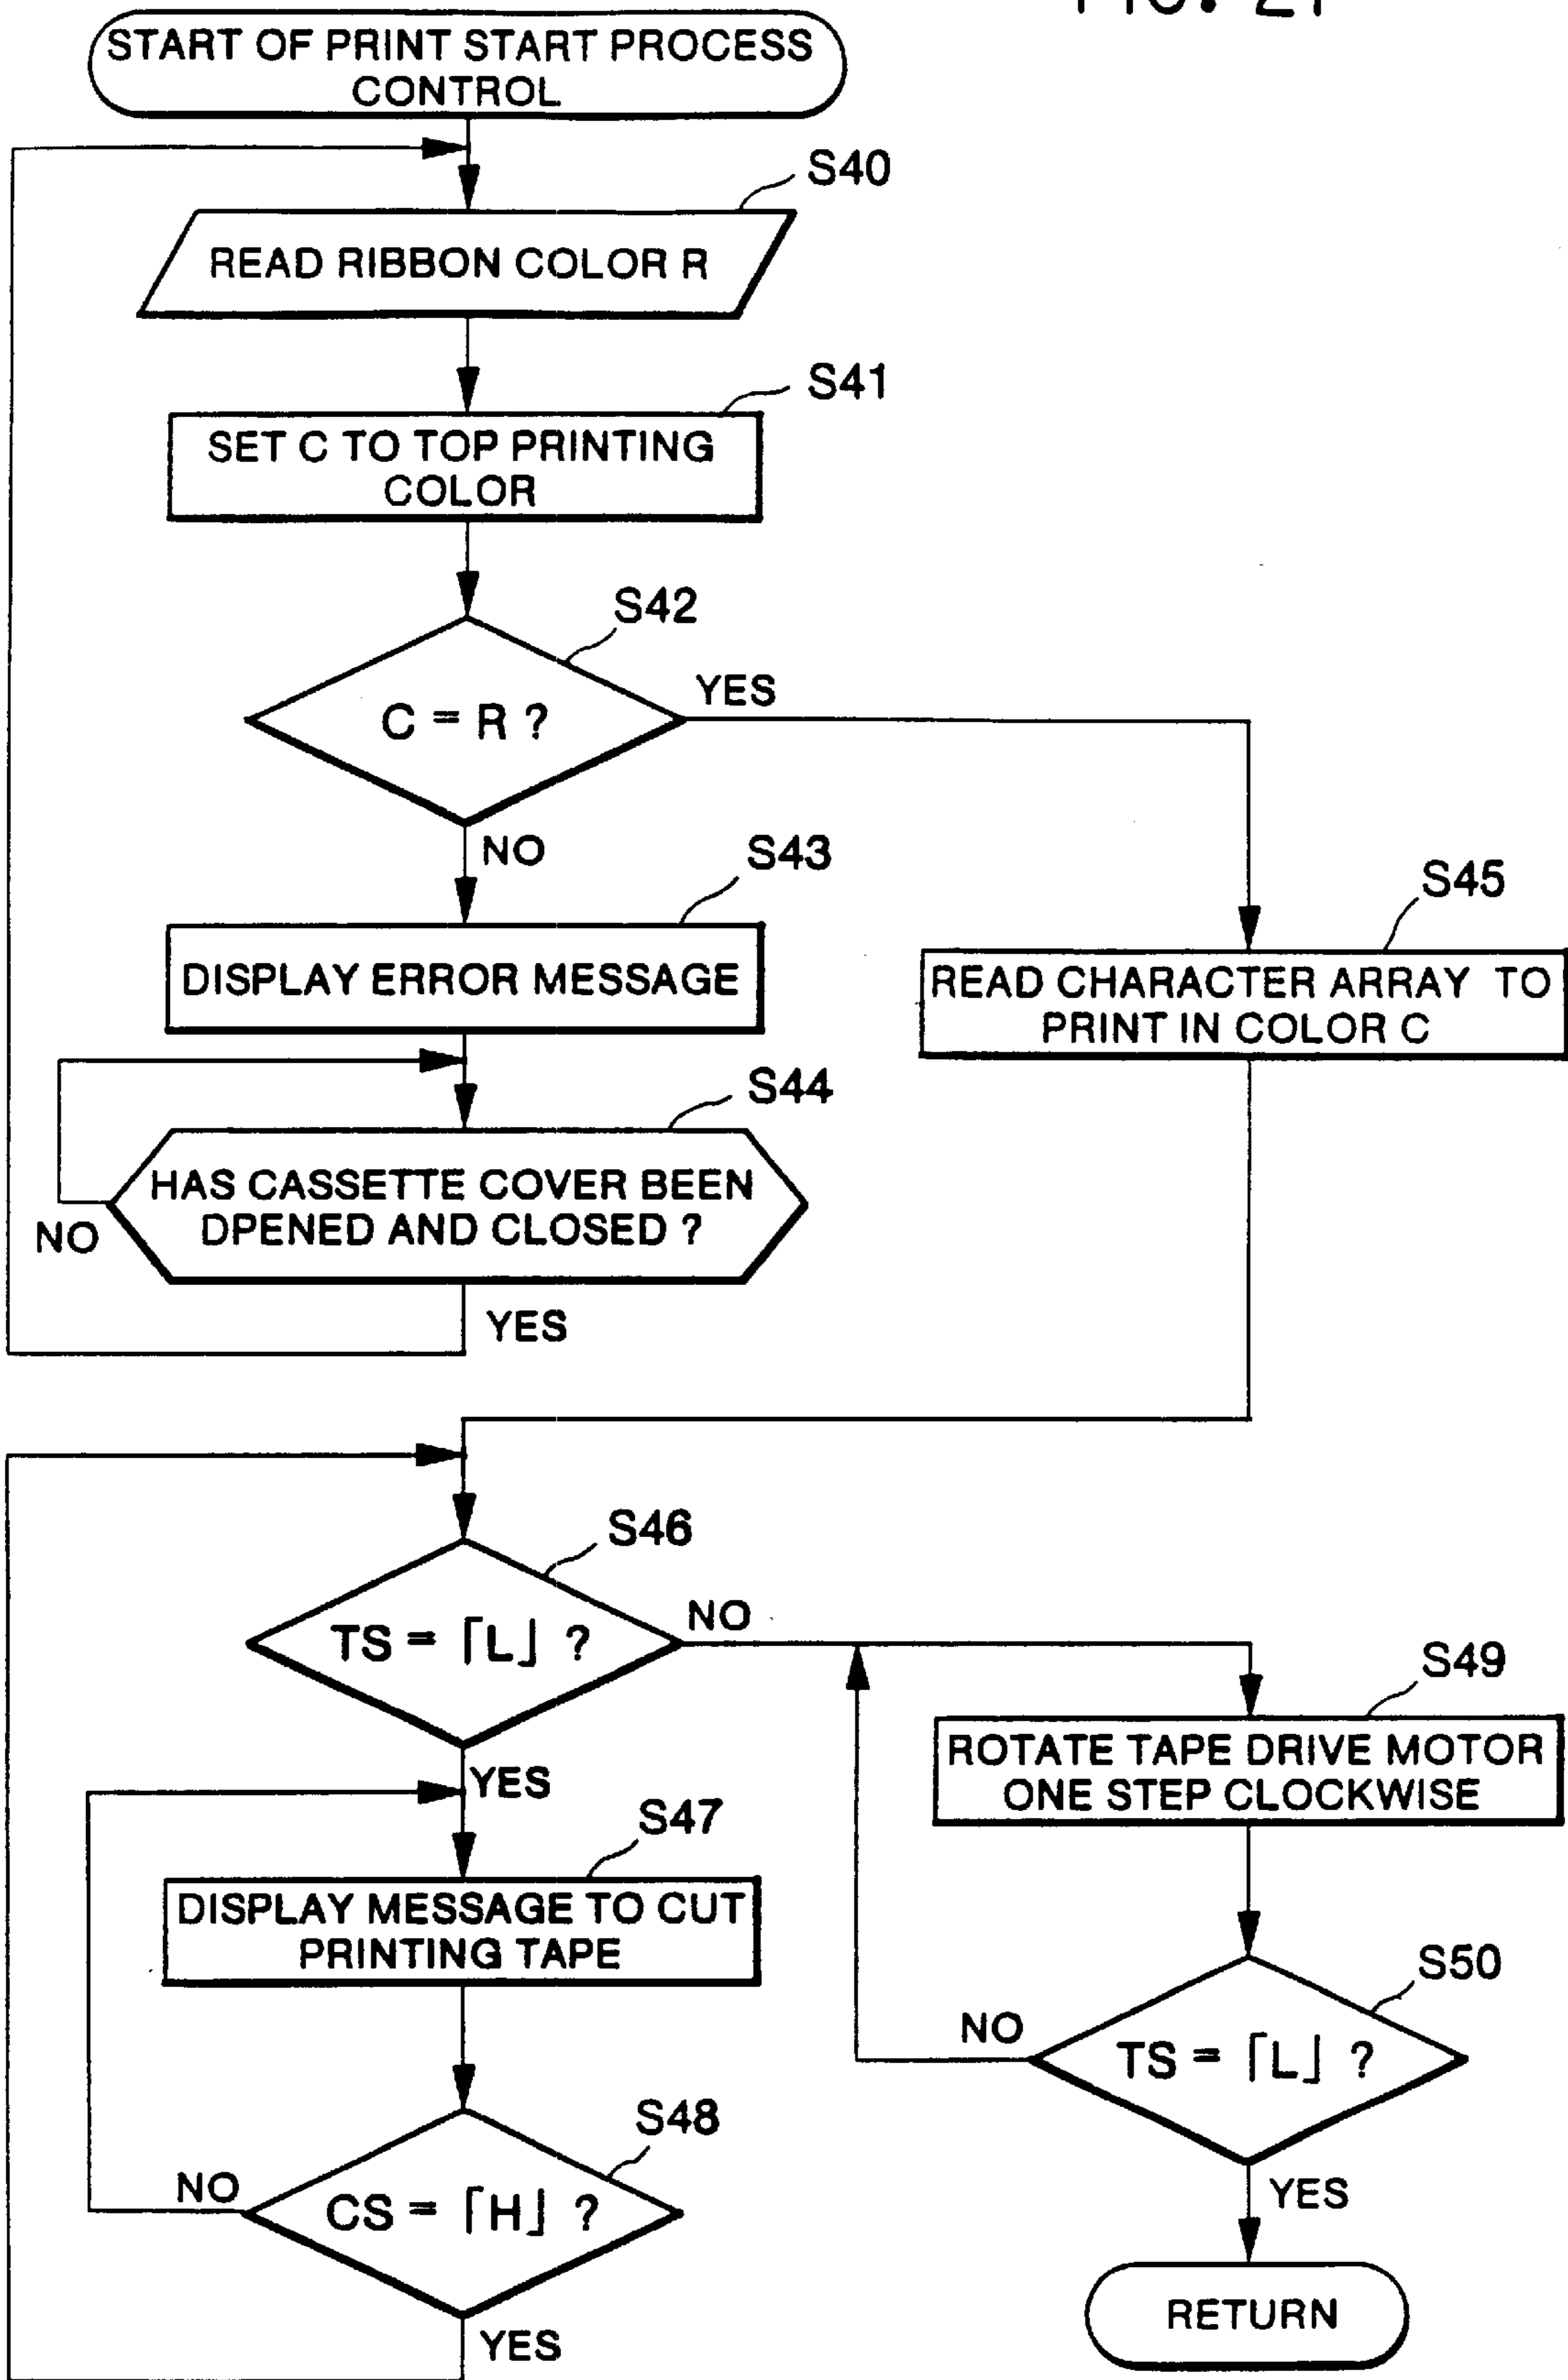 FIG. 21
START OF PRINT START PROCESS
CONTROL
S40
READ RIBBON COLOR R
S41
SET C TO TOP PRINTING
COLOR
S42
C = R ?
YES
NO
S43
DISPLAY ERROR MESSAGE
S45
READ CHARACTER ARRAY TO
PRINT IN COLOR C
S44
HAS CASSETTE COVER BEEN
DPENED AND CLOSED ?
NO
YES
S46
TS = ⌈L⌋ ?
NO
YES
S49
ROTATE TAPE DRIVE MOTOR
ONE STEP CLOCKWISE
S47
DISPLAY MESSAGE TO CUT
PRINTING TAPE
S50
TS = ⌈L⌋ ?
NO
YES
S48
CS = ⌈H⌋ ?
NO
YES
RETURN